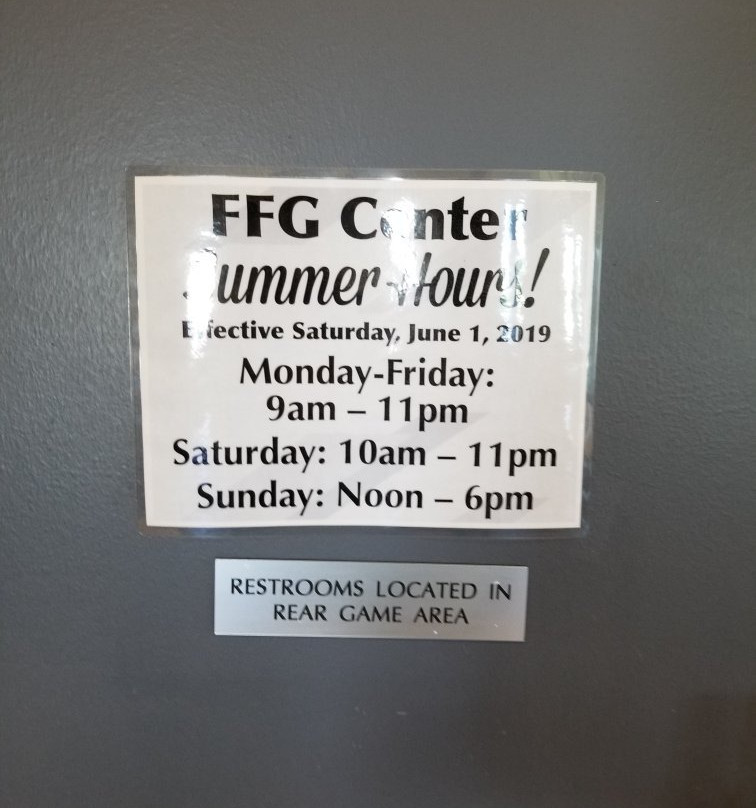 FFG Center
Summer Hours!
Effective Saturday, June 1, 2019
Monday-Friday:
9am – 11pm
Saturday: 10am – 11pm
Sunday: Noon – 6pm
RESTROOMS LOCATED IN
REAR GAME AREA